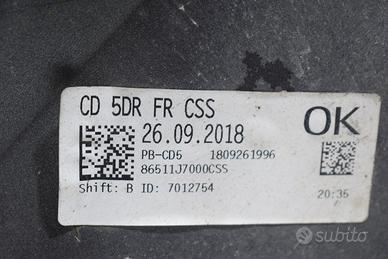 CD 5DR FR CSS
OK
26.09.2018
PB-CD5 1809261996
86511J7000CSS
Shift: B ID: 7012754
20:35
subito